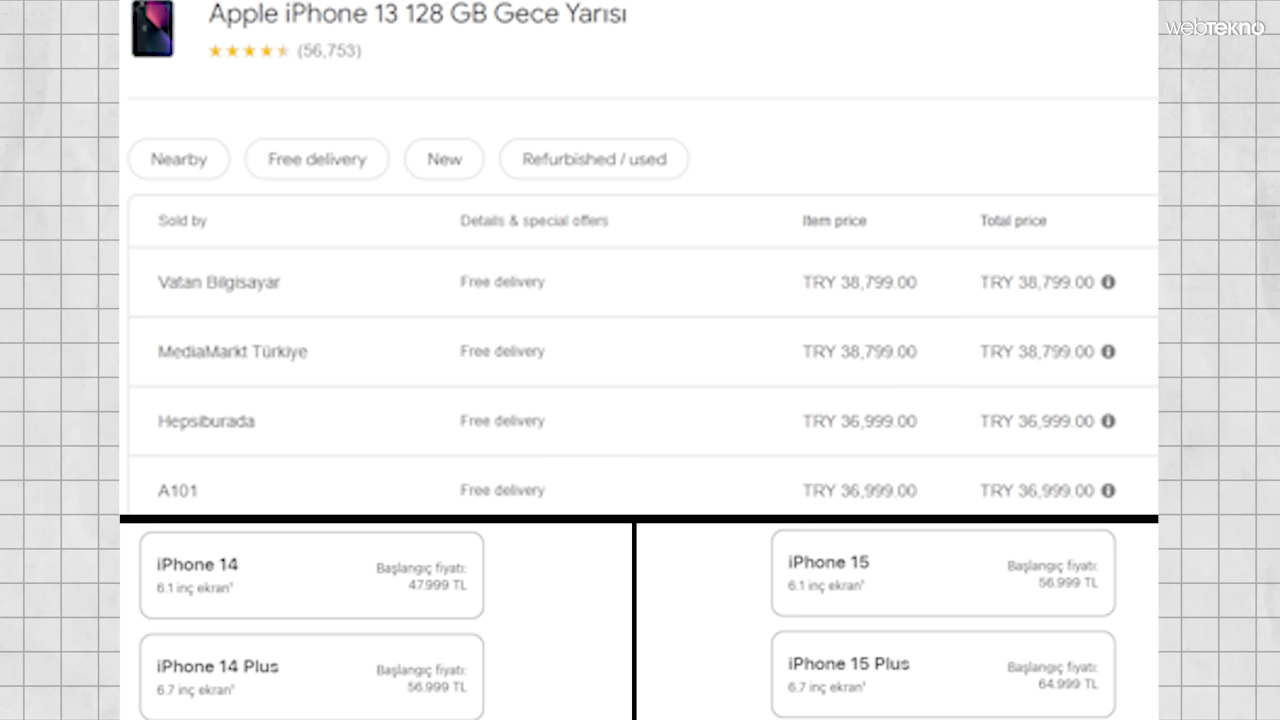 Apple iPhone 13 128 GB Gece Yarısı
webtekno
(56,753)
Nearby Free delivery New Refurbished / used
Sold by Details & special offers Item price Total price
Vatan Bilgisayar Free delivery TRY 38,799.00 TRY 38,799.00
MediaMarkt Türkiye Free delivery TRY 38,799.00 TRY 38,799.00
Hepsiburada Free delivery TRY 36,999.00 TRY 36,999.00
A101 Free delivery TRY 36,999.00 TRY 36,999.00
iPhone 14 Başlangıç fiyatı:
6.1 inç ekran¹ 47.999 TL
iPhone 14 Plus Başlangıç fiyatı:
6.7 inç ekran¹ 56.999 TL
iPhone 15 Başlangıç fiyatı:
6.1 inç ekran¹ 56.999 TL
iPhone 15 Plus Başlangıç fiyatı:
6.7 inç ekran¹ 64.999 TL